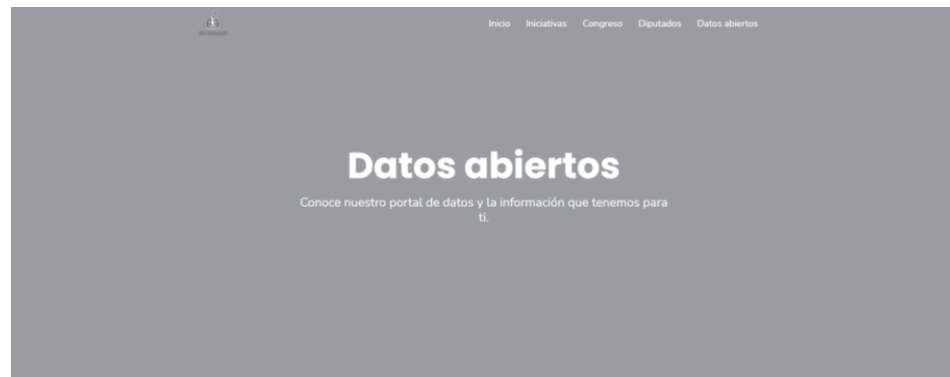 Inicio Iniciativas Congreso Diputados Datos abiertos
Datos abiertos
Conoce nuestro portal de datos y la información que tenemos para
ti.